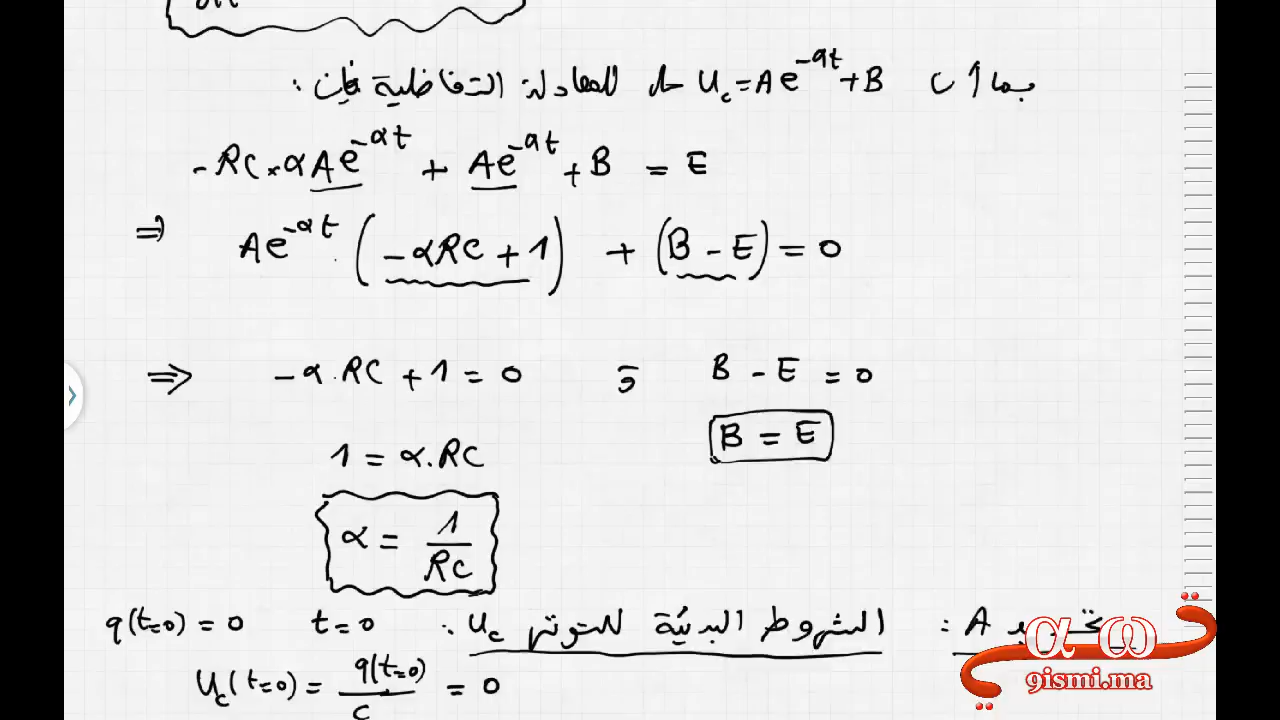 بما أن Uc = Ae^{-αt} + B حل للمعادلة التفاضلية فإن :
-RC × αAe^{-αt} + Ae^{-αt} + B = E
⇒ Ae^{-αt} (-αRC + 1) + (B - E) = 0
⇒ -α.RC + 1 = 0 و B - E = 0
B = E
1 = α.RC
α = 1/RC
A : الشروط البدئية للتوتر Uc : t=0 q(t=0) = 0
Uc(t=0) = q(t=0)/C = 0
9ismi.ma